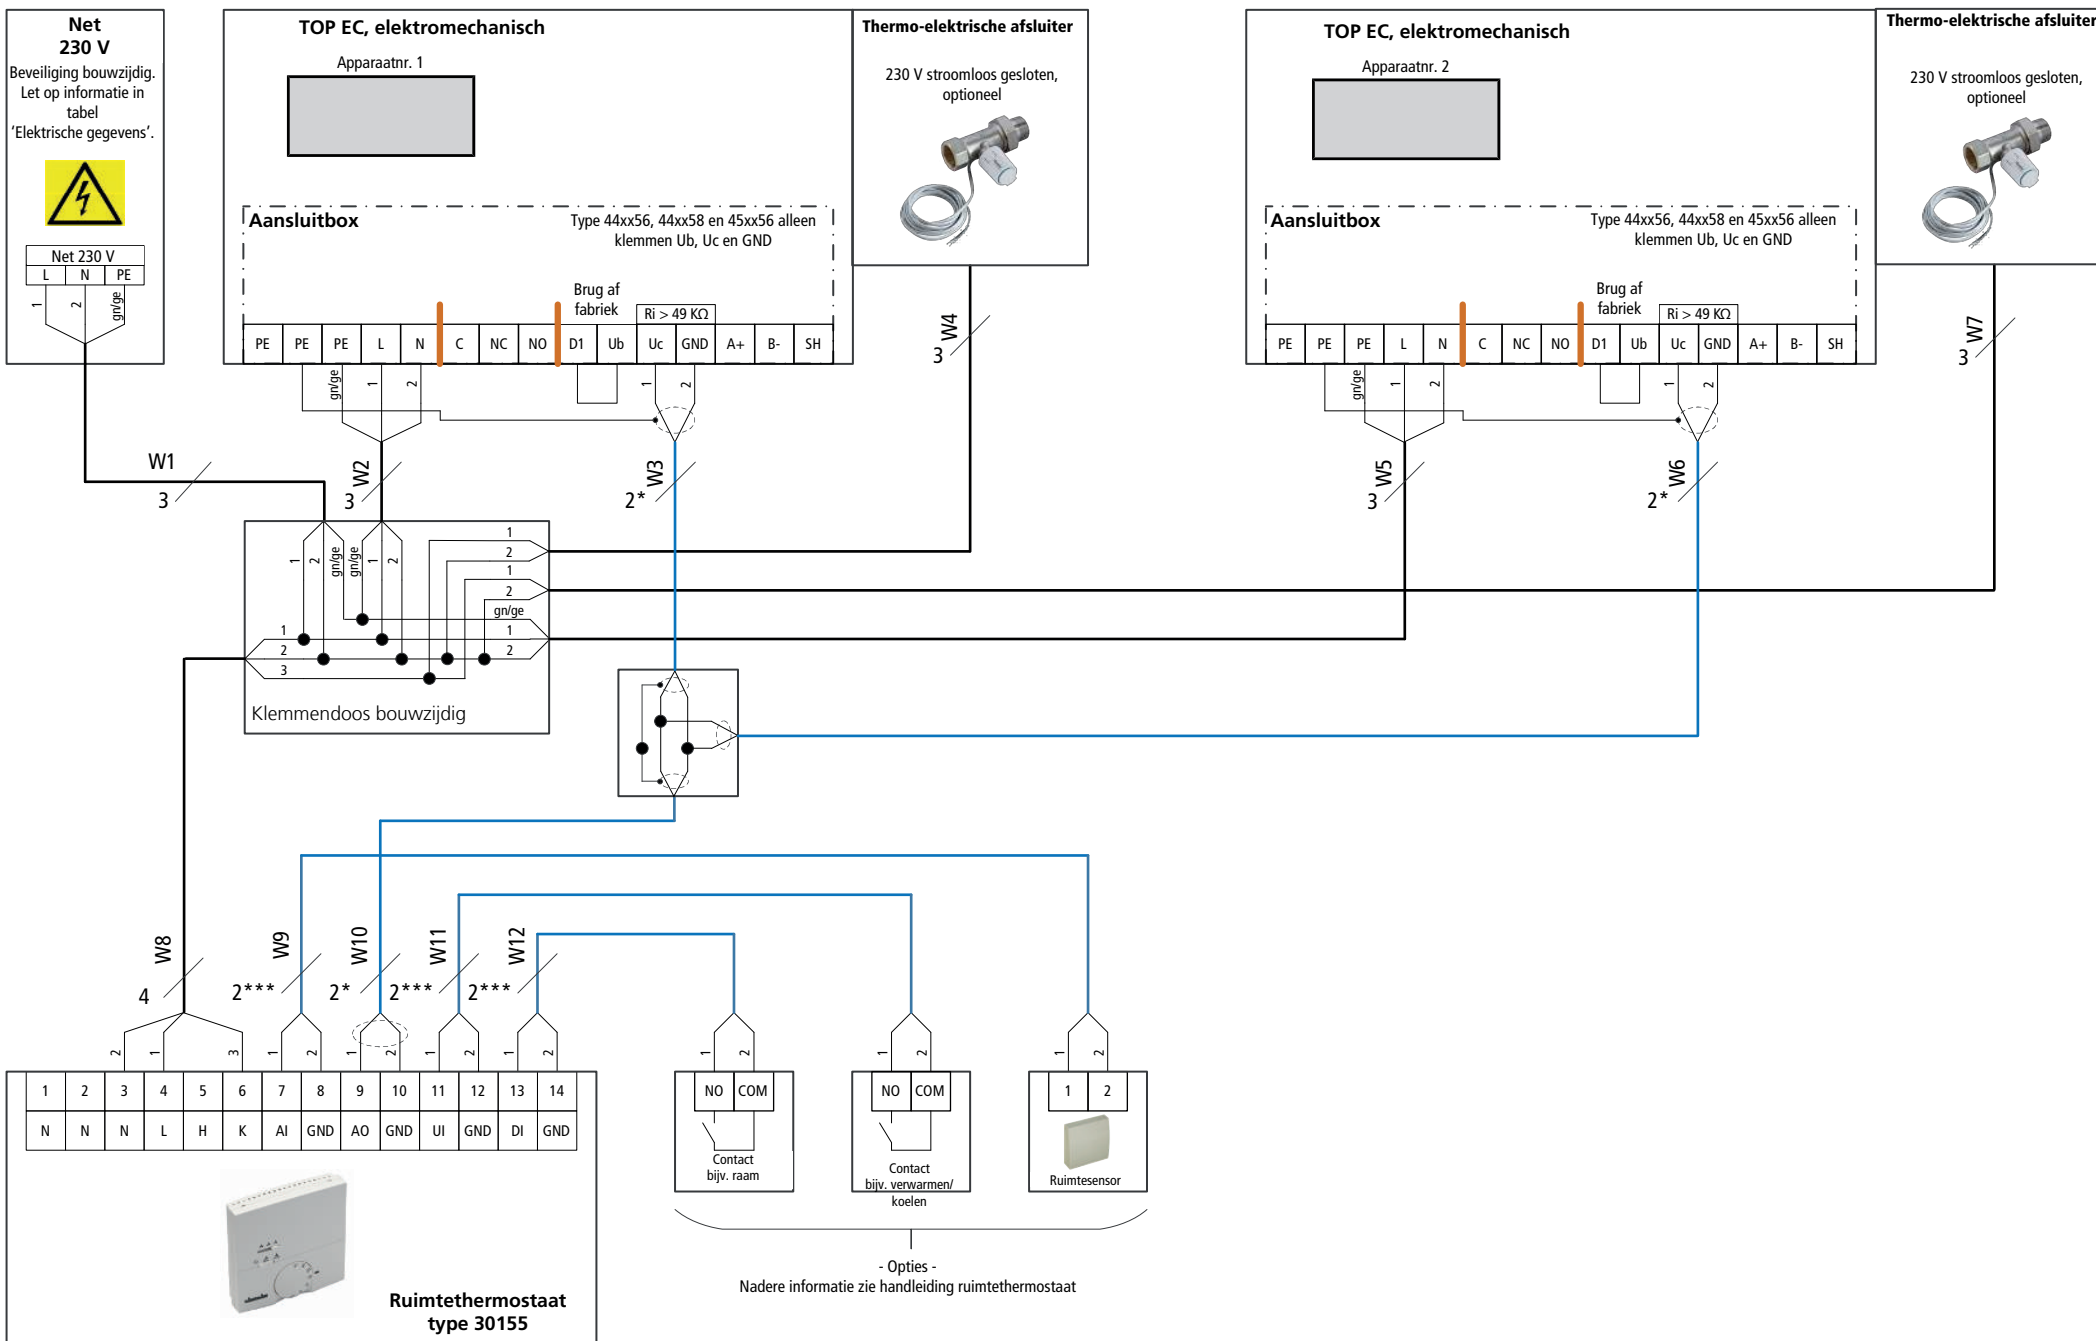 Net
230 V
Beveiliging bouwzijdig.
Let op informatie in
tabel
'Elektrische gegevens'.
Net 230 V
L N PE
1 2 gn/ge
TOP EC, elektromechanisch
Apparaatnr. 1
Aansluitbox
Type 44xx56, 44xx58 en 45xx56 alleen
klemmen Ub, Uc en GND
Brug af
fabriek
Ri > 49 KΩ
PE PE PE L N C NC NO D1 Ub Uc GND A+ B- SH
gn/ge 1 2 1 2
Thermo-elektrische afsluiter
230 V stroomloos gesloten,
optioneel
W4
3
TOP EC, elektromechanisch
Apparaatnr. 2
Aansluitbox
Type 44xx56, 44xx58 en 45xx56 alleen
klemmen Ub, Uc en GND
Brug af
fabriek
Ri > 49 KΩ
PE PE PE L N C NC NO D1 Ub Uc GND A+ B- SH
gn/ge 1 2 1 2
Thermo-elektrische afsluiter
230 V stroomloos gesloten,
optioneel
W7
3
W1
3
W2
3
W3
2*
W5
3
W6
2*
1 2 gn/ge gn/ge 1 2
1
2
1
2
gn/ge
1
2
1
2
3
Klemmendoos bouwzijdig
W8
4
W9
2***
W10
2*
W11
2***
W12
2***
2 1 3 1 2 1 2 1 2 1 2
1 2 3 4 5 6 7 8 9 10 11 12 13 14
N N N L H K AI GND AO GND UI GND DI GND
Ruimtethermostaat
type 30155
1 2
NO COM
Contact
bijv. raam
1 2
NO COM
Contact
bijv. verwarmen/
koelen
1 2
1 2
Ruimtesensor
- Opties -
Nadere informatie zie handleiding ruimtethermostaat